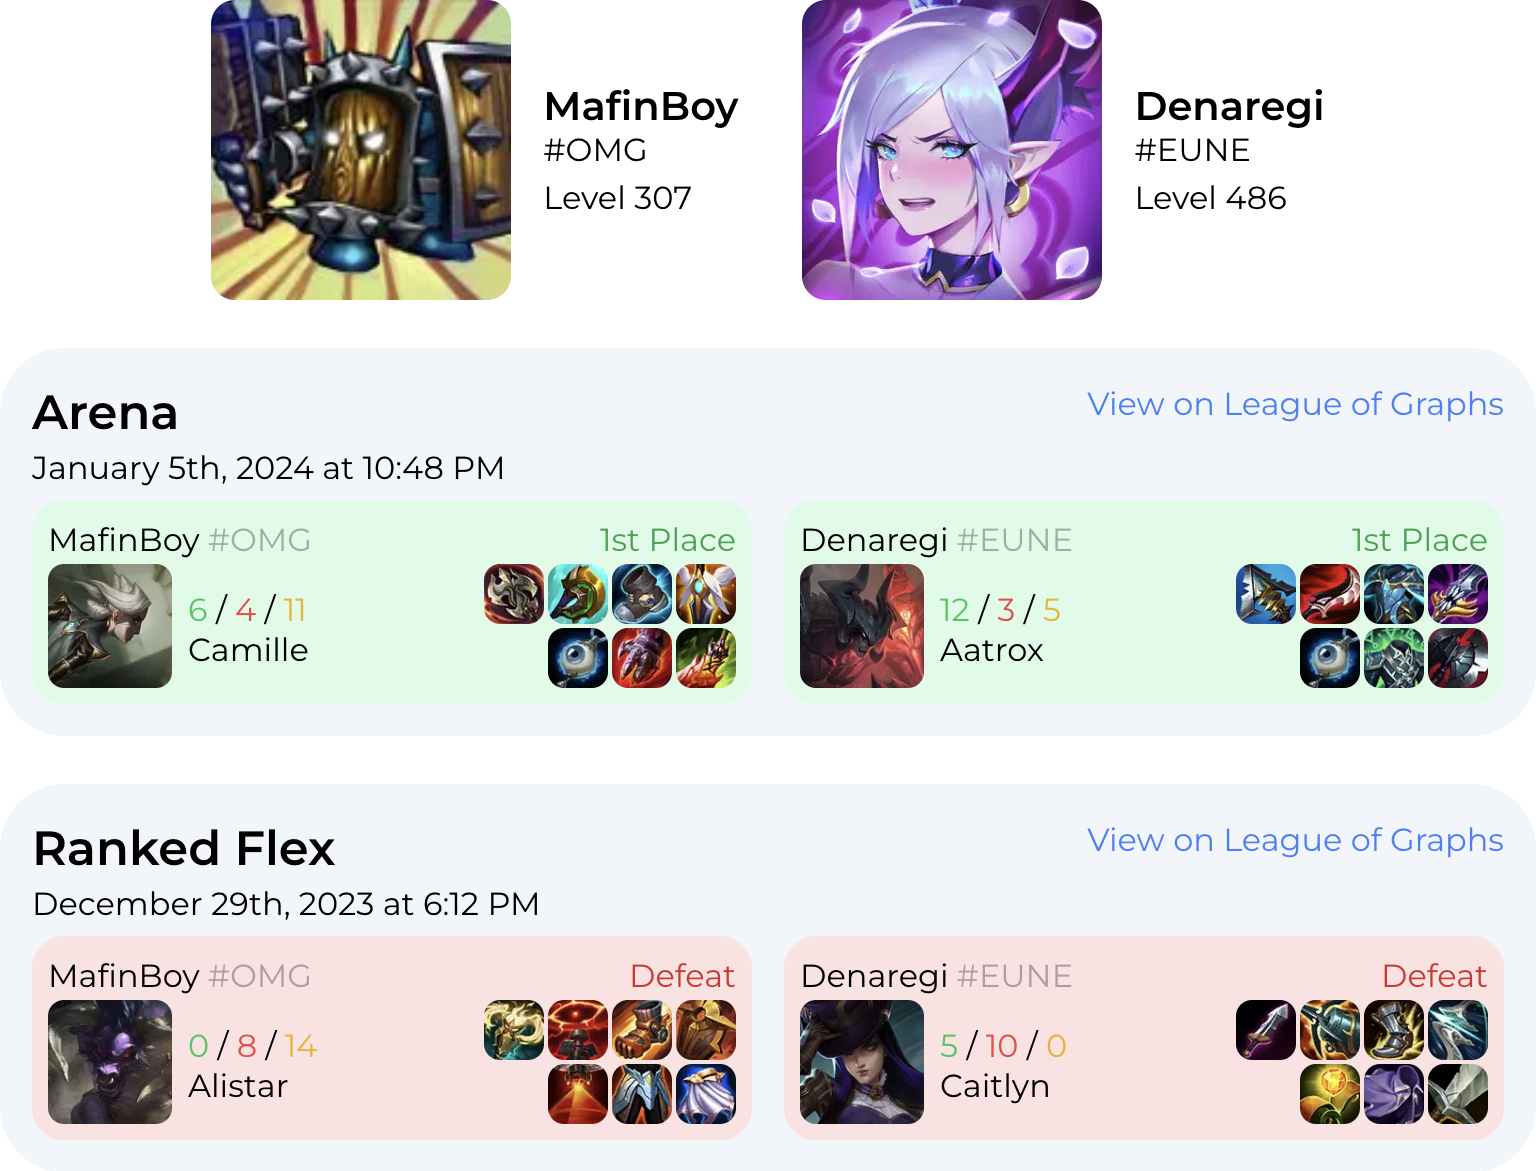 MafinBoy
#OMG
Level 307
Denaregi
#EUNE
Level 486
Arena
View on League of Graphs
January 5th, 2024 at 10:48 PM
MafinBoy #OMG
1st Place
6 / 4 / 11
Camille
Denaregi #EUNE
1st Place
12 / 3 / 5
Aatrox
Ranked Flex
View on League of Graphs
December 29th, 2023 at 6:12 PM
MafinBoy #OMG
Defeat
0 / 8 / 14
Alistar
Denaregi #EUNE
Defeat
5 / 10 / 0
Caitlyn